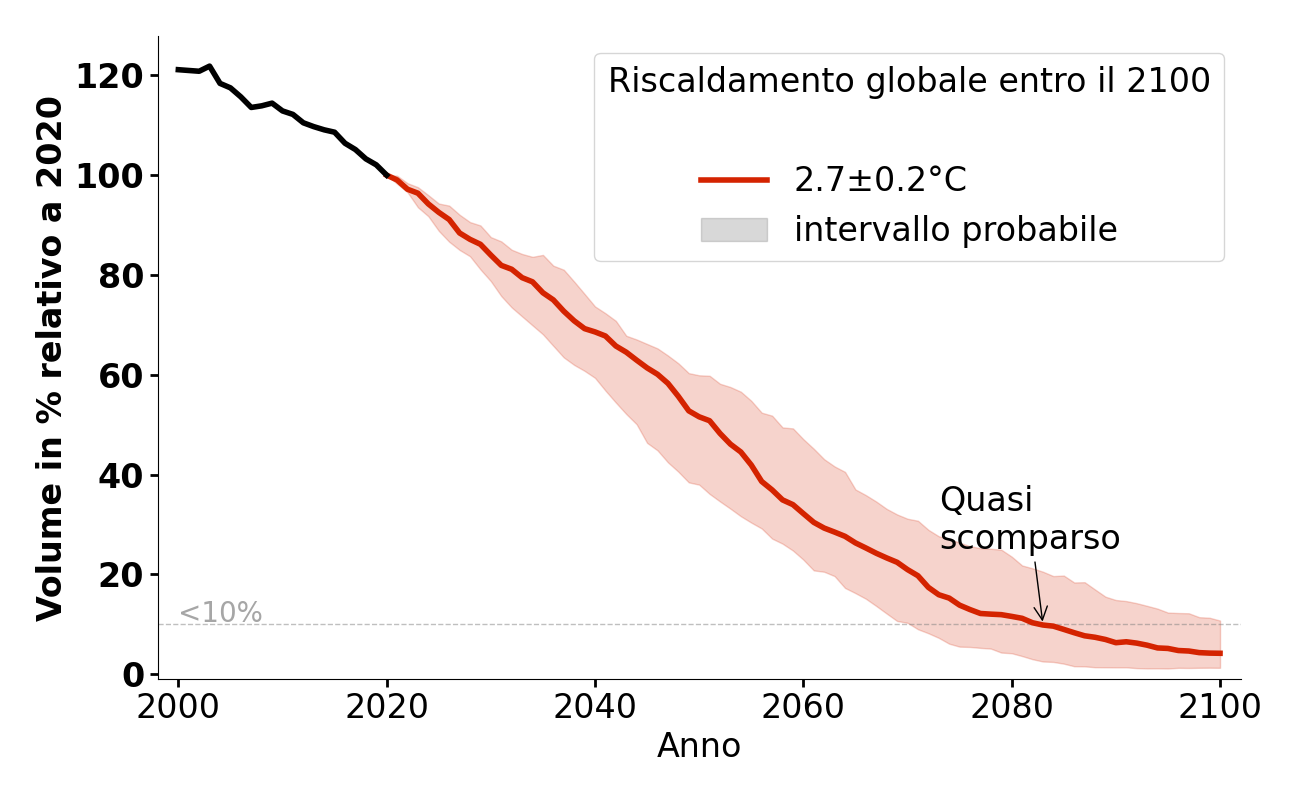 Volume in % relativo a 2020
120
100
80
60
40
20
0
Riscaldamento globale entro il 2100
2.7±0.2°C
intervallo probabile
Quasi
scomparso
<10%
2000 2020 2040 2060 2080 2100
Anno